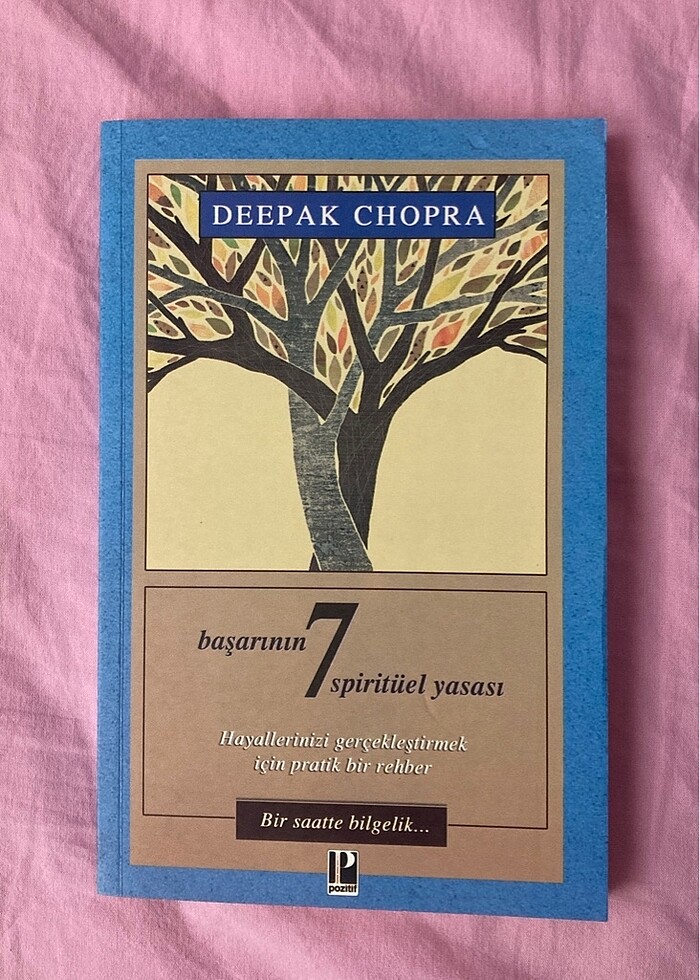 DEEPAK CHOPRA
başarının 7
spiritüel yasası
Hayallerinizi gerçekleştirmek
için pratik bir rehber
Bir saatte bilgelik...
P
pozitif